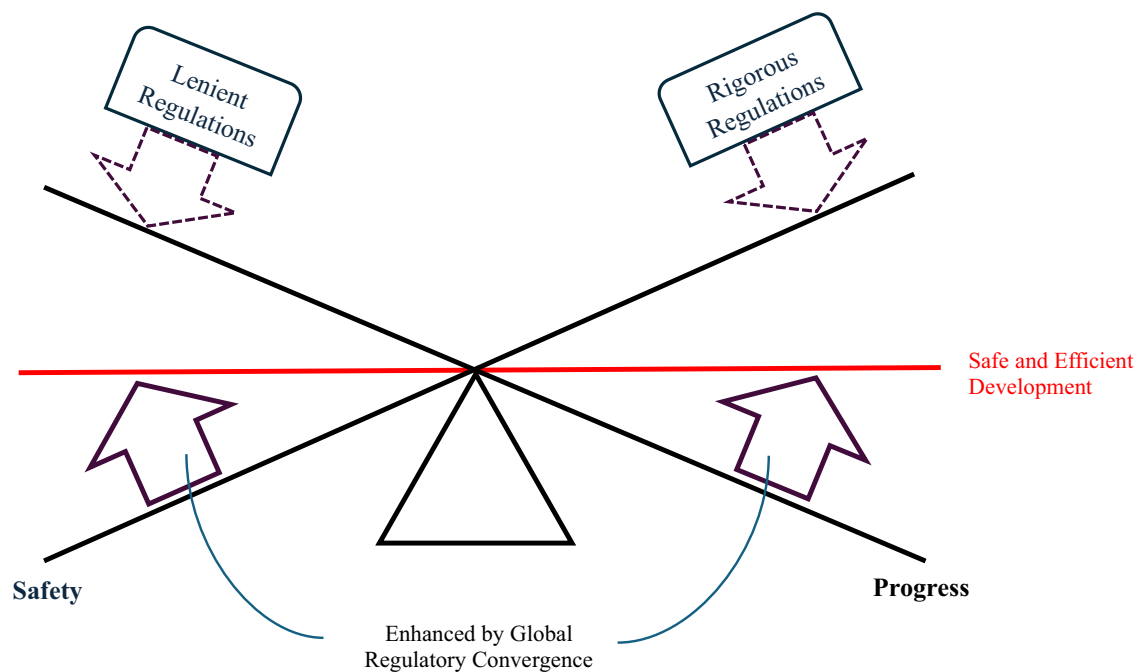 Lenient
Regulations
Rigorous
Regulations
Safe and Efficient
Development
Safety
Progress
Enhanced by Global
Regulatory Convergence